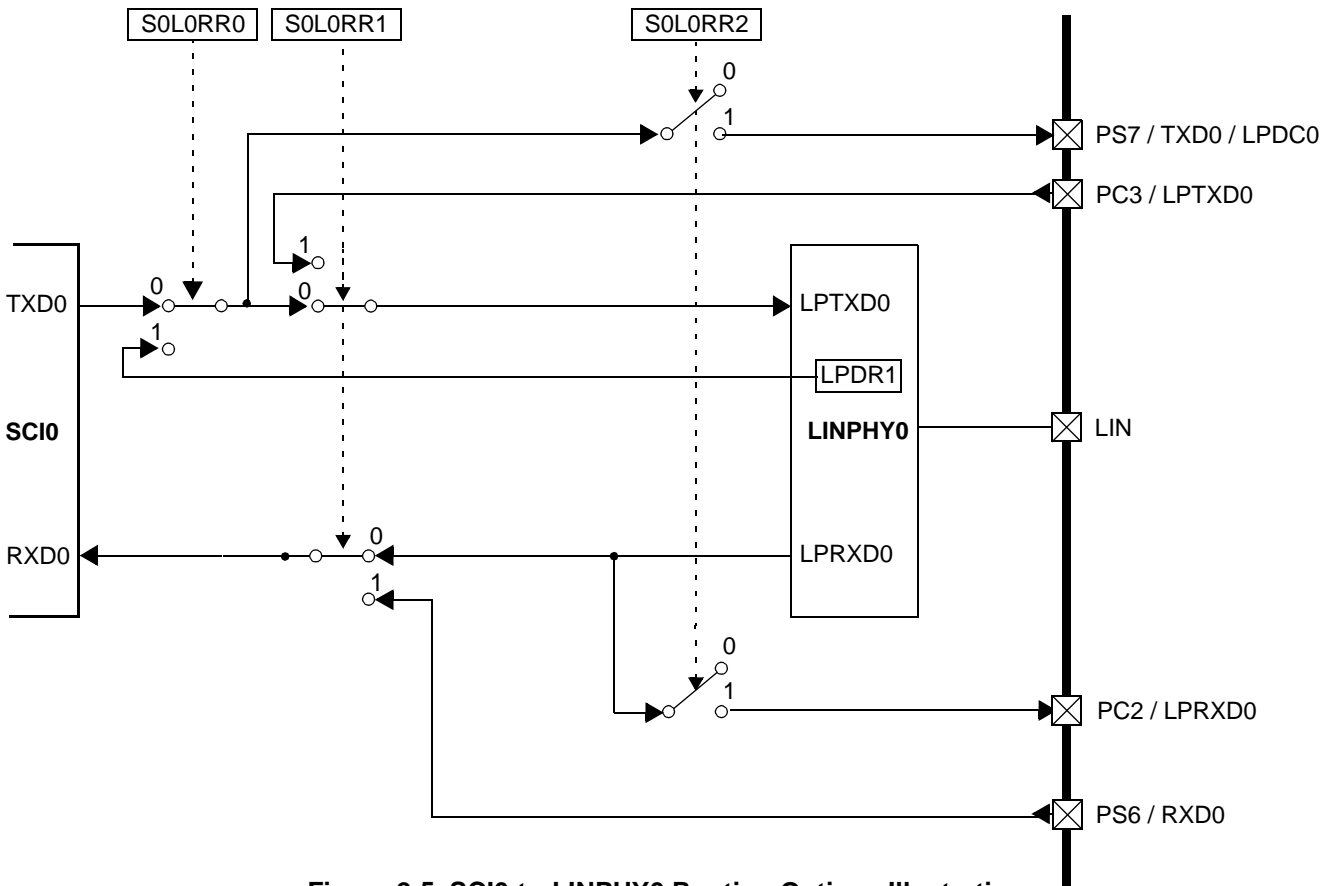 S0L0RR0 S0L0RR1 S0L0RR2
0
1
PS7 / TXD0 / LPDC0
PC3 / LPTXD0
1
0 0
TXD0 LPTXD0
1
LPDR1
SCI0 LINPHY0 LIN
0
RXD0 LPRXD0
1
0
1
PC2 / LPRXD0
PS6 / RXD0